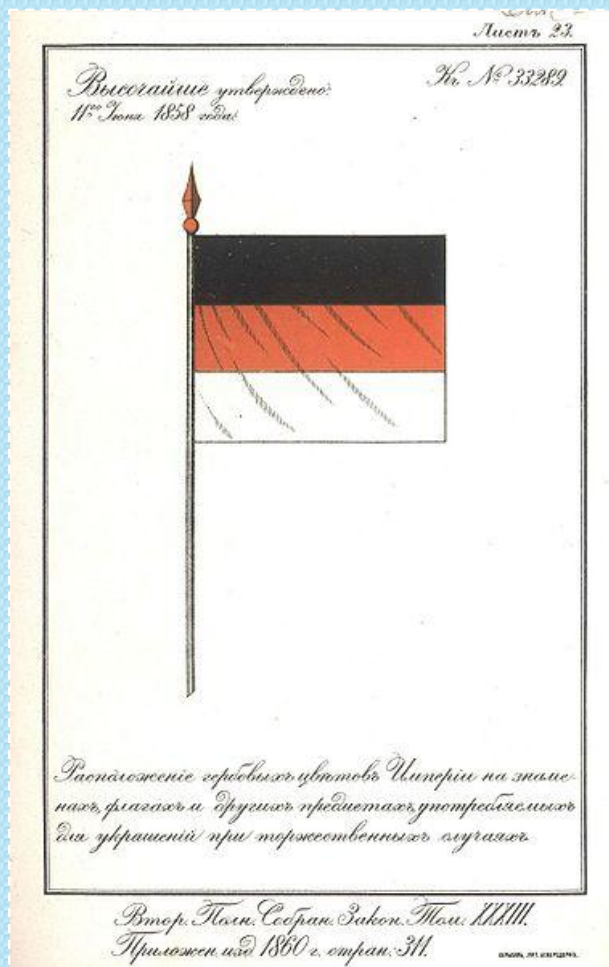 Листъ 23.
Высочайше утверждено:
Къ № 33289.
11го Іюня 1858 года.
Расположеніе гербовыхъ цвѣтовъ Имперіи на знаме-
нахъ, флагахъ и другихъ предметахъ, употребляемыхъ
для украшеній при торжественныхъ случаяхъ.
Втор. Полн. Собран. Закон. Том. XXXIII.
Приложен. изд. 1860 г. стран. 311.